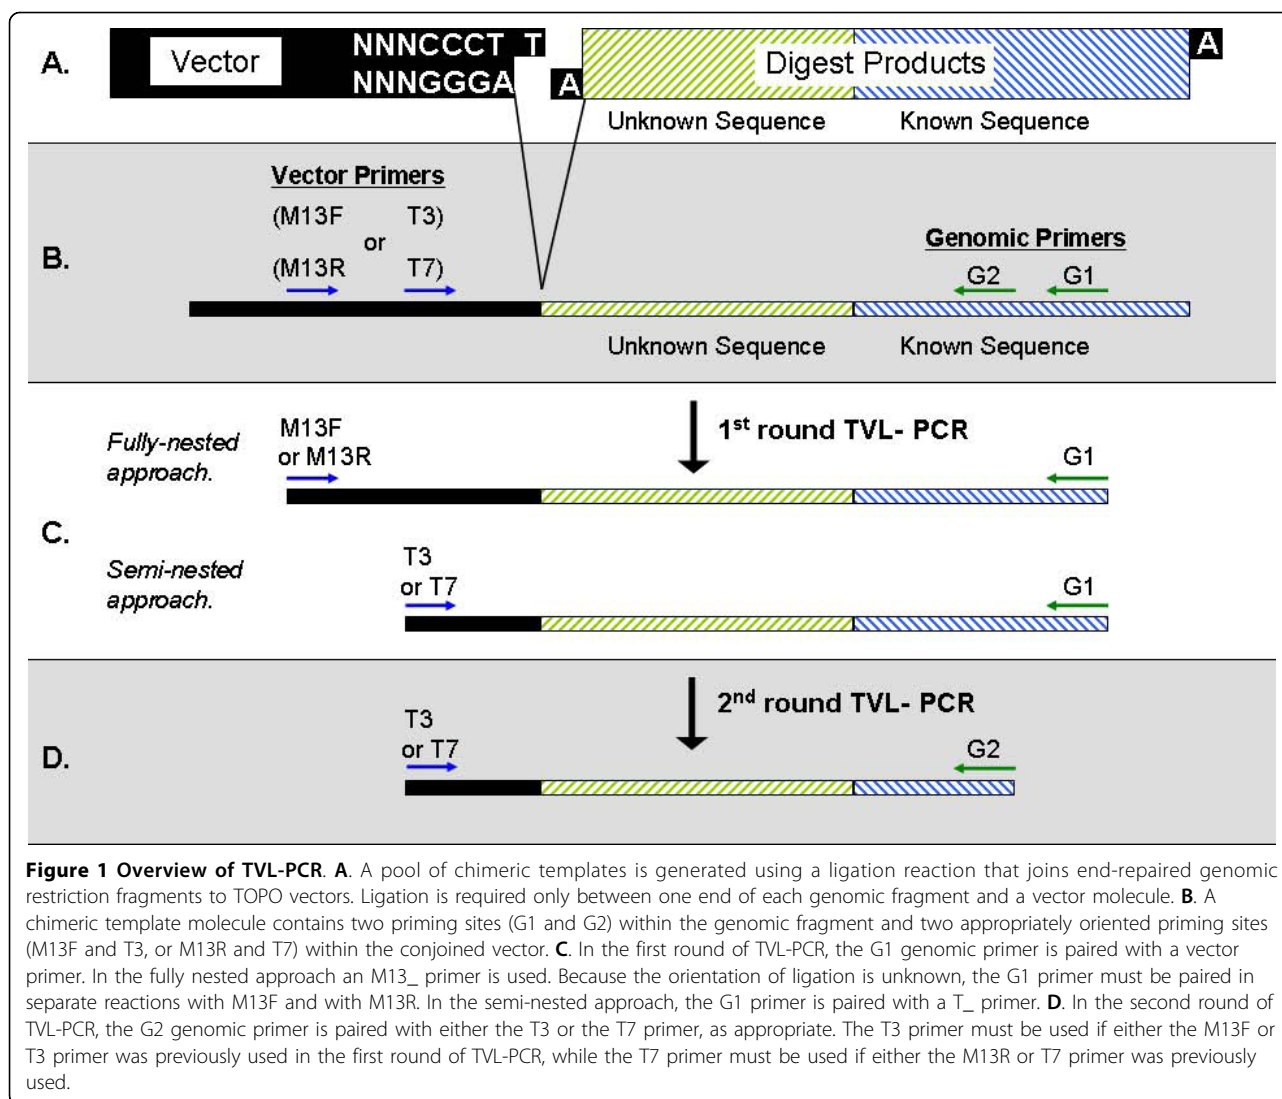 A.
Vector
NNNCCCT T
NNNGGGA A
Digest Products
A
Unknown Sequence Known Sequence
B.
Vector Primers
(M13F T3)
or
(M13R T7)
Genomic Primers
G2 G1
Unknown Sequence Known Sequence
1st round TVL- PCR
C.
Fully-nested
approach.
M13F
or M13R
G1
Semi-nested
approach.
T3
or T7
G1
2nd round TVL- PCR
D.
T3
or T7
G2
Figure 1 Overview of TVL-PCR. A. A pool of chimeric templates is generated using a ligation reaction that joins end-repaired genomic
restriction fragments to TOPO vectors. Ligation is required only between one end of each genomic fragment and a vector molecule. B. A
chimeric template molecule contains two priming sites (G1 and G2) within the genomic fragment and two appropriately oriented priming sites
(M13F and T3, or M13R and T7) within the conjoined vector. C. In the first round of TVL-PCR, the G1 genomic primer is paired with a vector
primer. In the fully nested approach an M13_ primer is used. Because the orientation of ligation is unknown, the G1 primer must be paired in
separate reactions with M13F and with M13R. In the semi-nested approach, the G1 primer is paired with a T_ primer. D. In the second round of
TVL-PCR, the G2 genomic primer is paired with either the T3 or the T7 primer, as appropriate. The T3 primer must be used if either the M13F or
T3 primer was previously used in the first round of TVL-PCR, while the T7 primer must be used if either the M13R or T7 primer was previously
used.